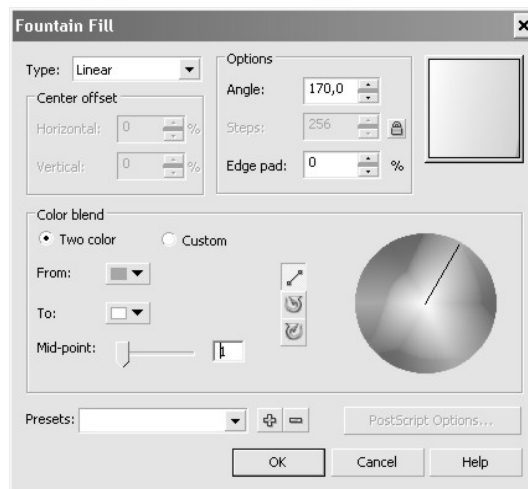 Fountain Fill
Type: Linear
Options
Angle: 170,0
Center offset
Horizontal: 0 %
Steps: 256
Vertical: 0 %
Edge pad: 0 %
Color blend
Two color Custom
From:
To:
Mid-point: 1
Presets:
PostScript Options...
OK Cancel Help